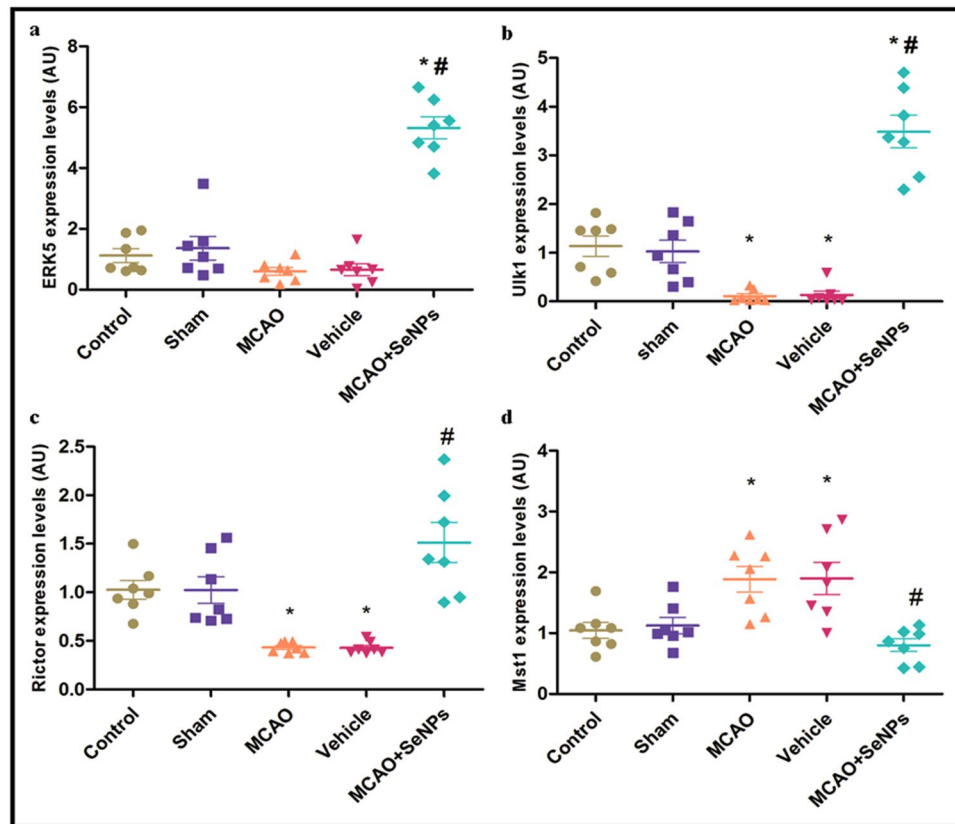 a
ERK5 expression levels (AU)
8
6
4
2
0
* #
Control
Sham
MCAO
Vehicle
MCAO+SeNPs
b
Ulk1 expression levels (AU)
5
4
3
2
1
0
* #
*
*
Control
sham
MCAO
Vehicle
MCAO+SeNPs
c
Rictor expression levels (AU)
2.5
2.0
1.5
1.0
0.5
0.0
#
*
*
Control
Sham
MCAO
Vehicle
MCAO+SeNPs
d
Mst1 expression levels (AU)
4
3
2
1
0
*
*
#
Control
Sham
MCAO
Vehicle
MCAO+SeNPs